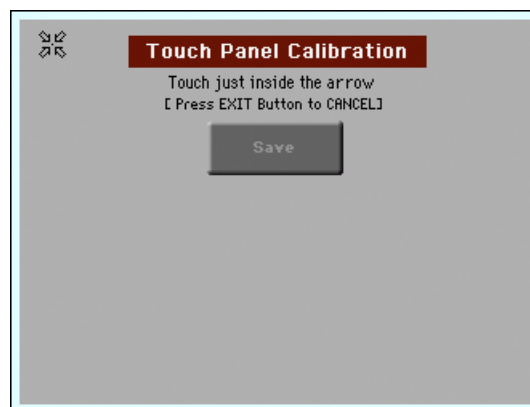 Touch Panel Calibration
Touch just inside the arrow
[ Press EXIT Button to CANCEL]
Save